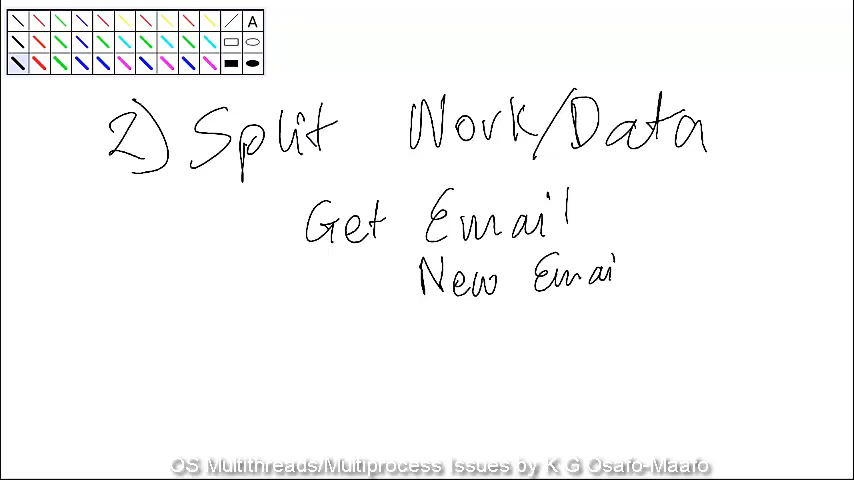 A
2) Split Work/Data
Get Email
New Emai
OS Multithreads/Multiprocess Issues by K G Osafo-Maafo